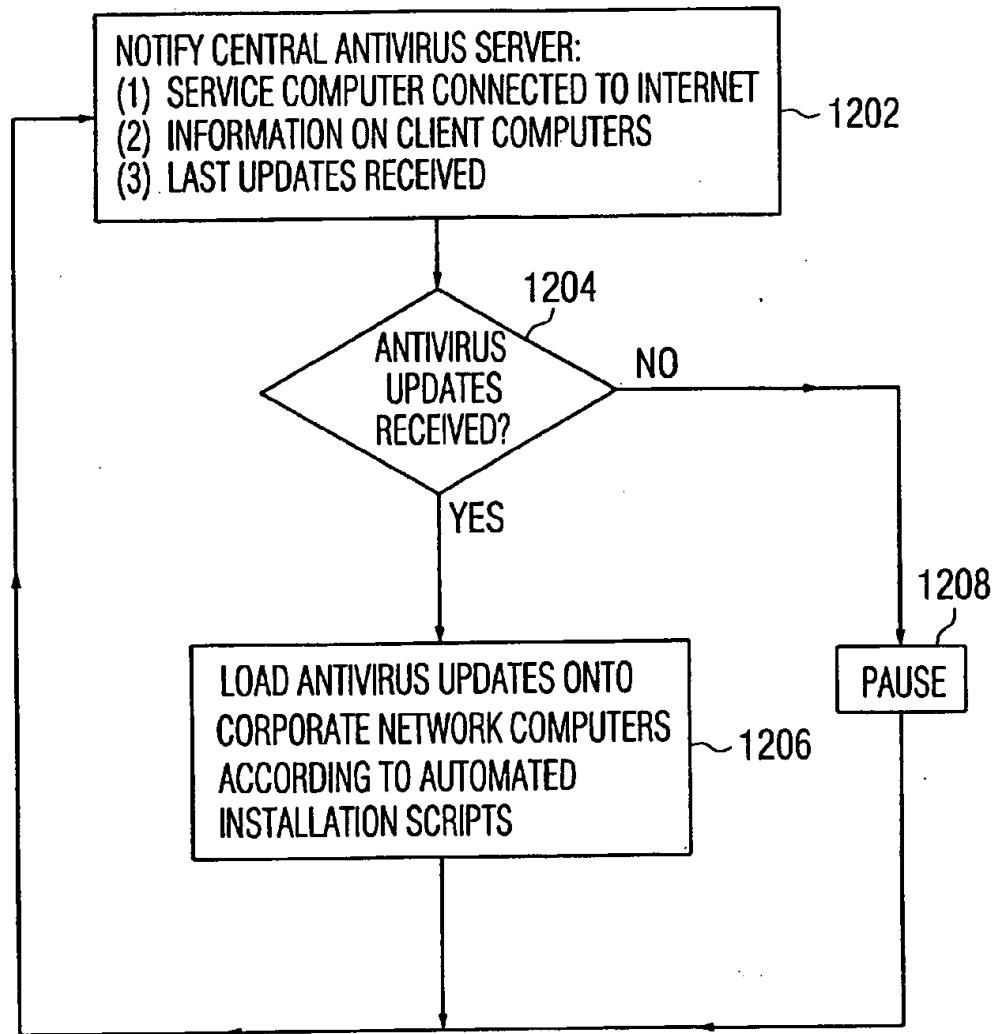 NOTIFY CENTRAL ANTIVIRUS SERVER:
(1) SERVICE COMPUTER CONNECTED TO INTERNET
(2) INFORMATION ON CLIENT COMPUTERS
(3) LAST UPDATES RECEIVED
1202
1204
ANTIVIRUS
UPDATES
RECEIVED?
NO
YES
1208
PAUSE
LOAD ANTIVIRUS UPDATES ONTO
CORPORATE NETWORK COMPUTERS
ACCORDING TO AUTOMATED
INSTALLATION SCRIPTS
1206